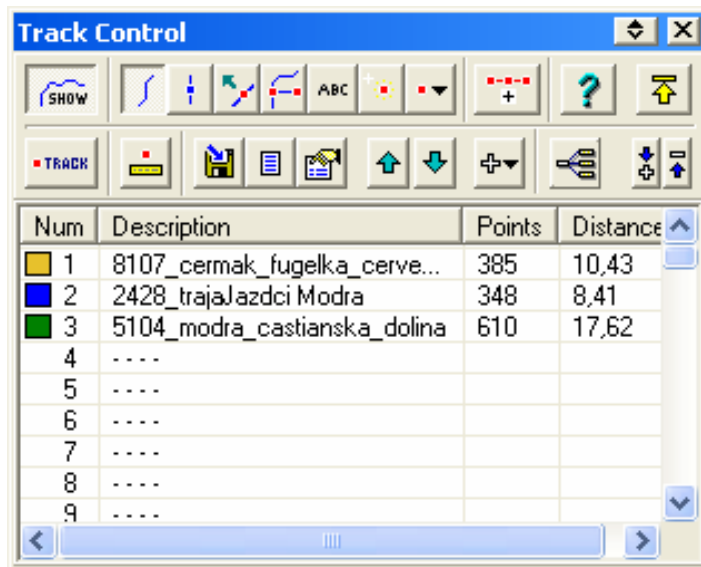 Track Control
SHOW ABC + ?
TRACK
Num Description Points Distance
1 8107_cermak_fugelka_cerve... 385 10,43
2 2428_trajaJazdci Modra 348 8,41
3 5104_modra_castianska_dolina 610 17,62
4 - - - -
5 - - - -
6 - - - -
7 - - - -
8 - - - -
9 - - - -